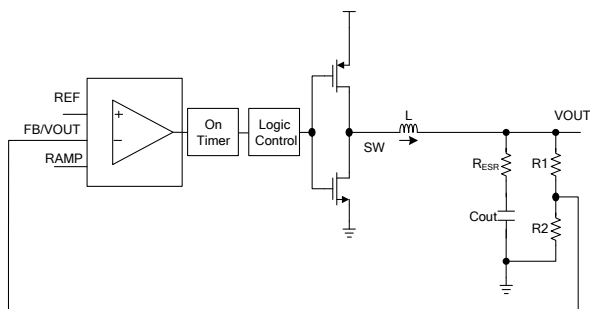 REF
FB/VOUT
RAMP
+
−
On
Timer
Logic
Control
SW
L
VOUT
RESR
R1
Cout
R2